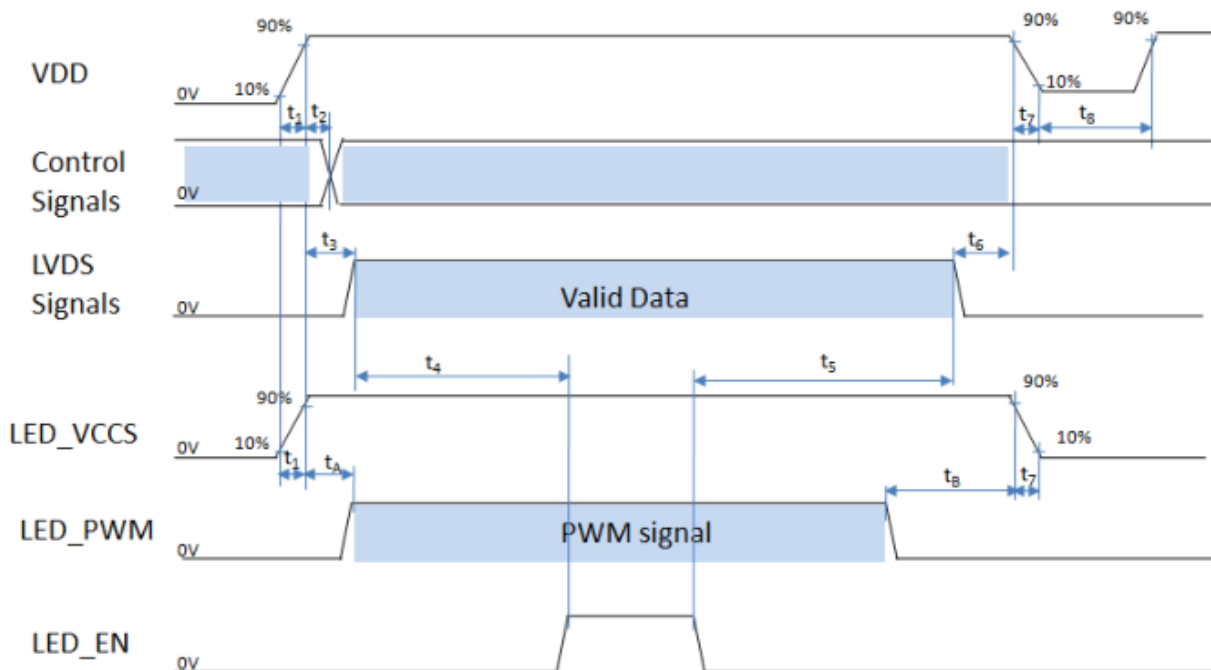 90% 90% 90%
VDD
0V 10% 10%
t1 t2 t7 t8
Control
Signals
0V
t3 t6
LVDS
Signals
0V
Valid Data
t4 t5
90% 90%
LED_VCCS
0V 10% 10%
t1 tA tB t7
LED_PWM
0V
PWM signal
LED_EN
0V